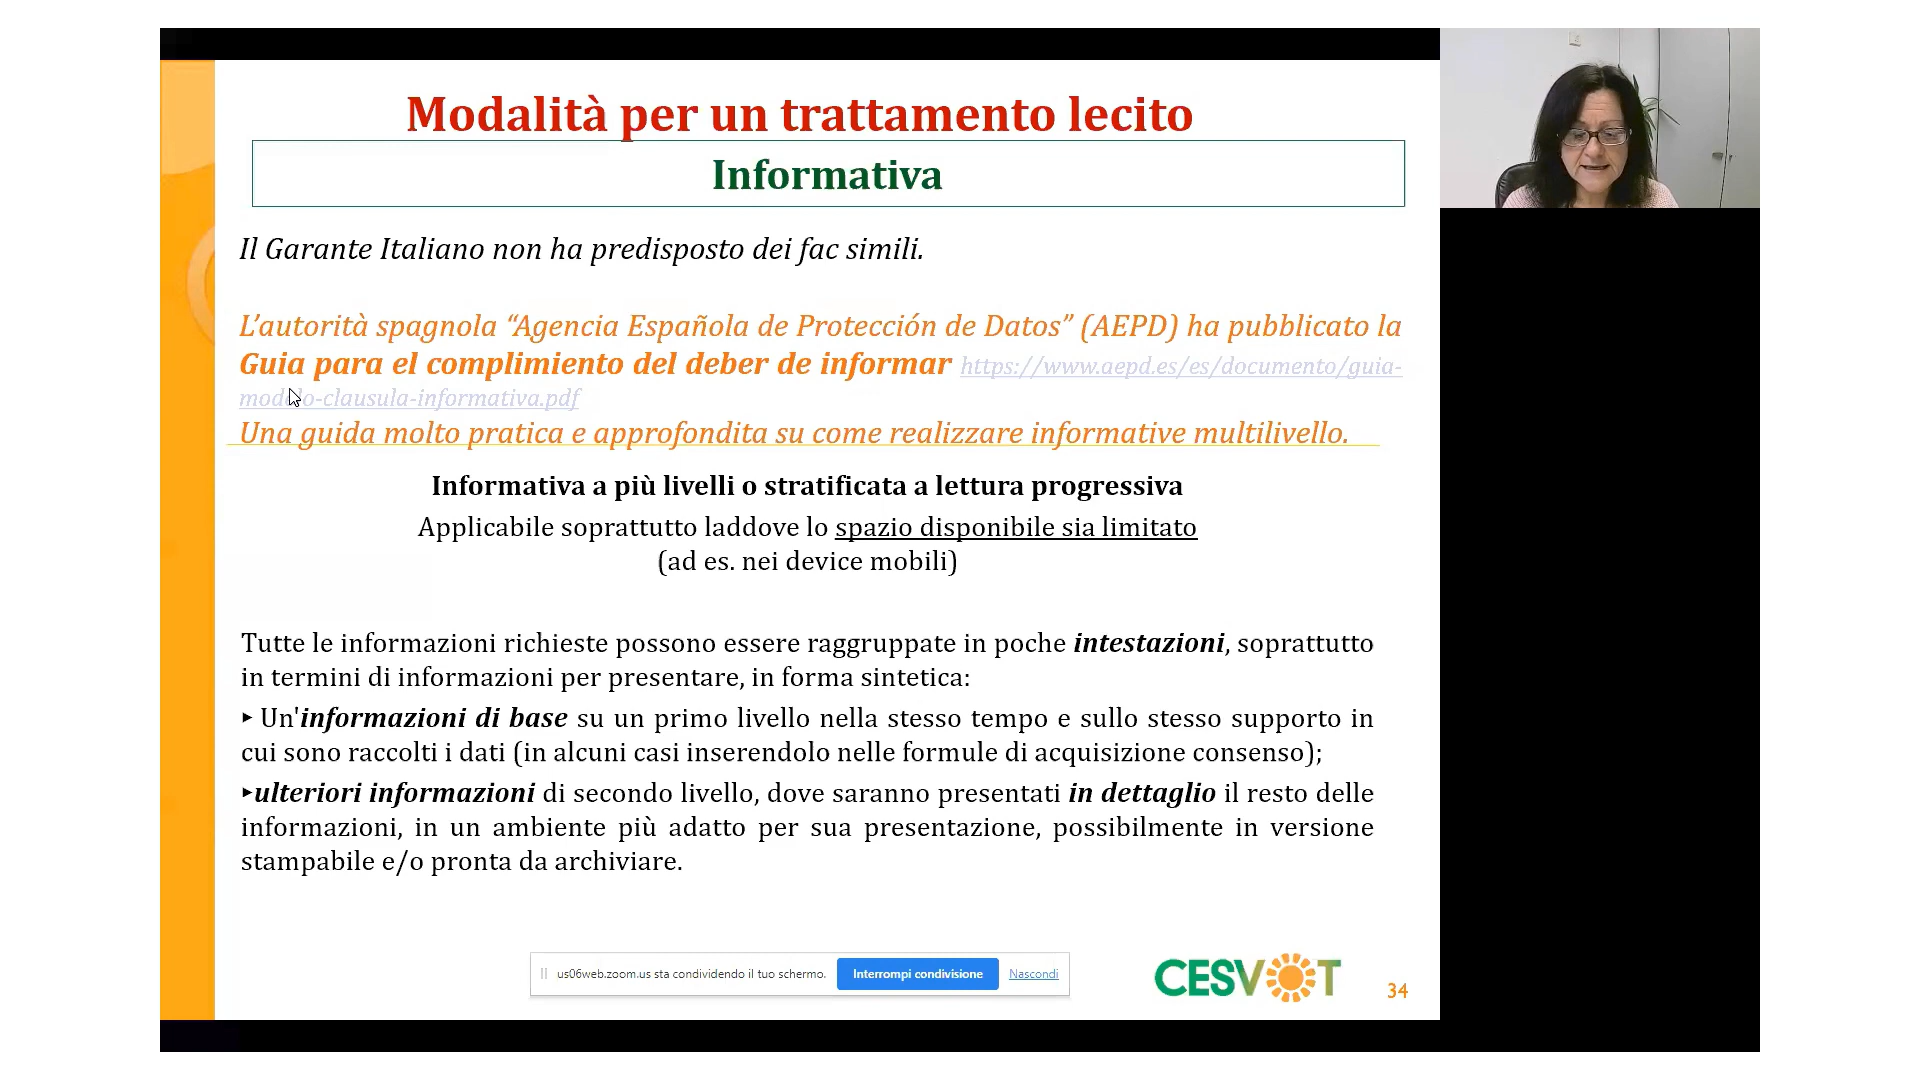 Modalità per un trattamento lecito
Informativa
Il Garante Italiano non ha predisposto dei fac simili.
L’autorità spagnola “Agencia Española de Protección de Datos” (AEPD) ha pubblicato la
Guia para el complimiento del deber de informar https://www.aepd.es/es/documento/guia-
modelo-clausula-informativa.pdf
Una guida molto pratica e approfondita su come realizzare informative multilivello.
Informativa a più livelli o stratificata a lettura progressiva
Applicabile soprattutto laddove lo spazio disponibile sia limitato
(ad es. nei device mobili)
Tutte le informazioni richieste possono essere raggruppate in poche intestazioni, soprattutto
in termini di informazioni per presentare, in forma sintetica:
‣ Un'informazioni di base su un primo livello nella stesso tempo e sullo stesso supporto in
cui sono raccolti i dati (in alcuni casi inserendolo nelle formule di acquisizione consenso);
‣ulteriori informazioni di secondo livello, dove saranno presentati in dettaglio il resto delle
informazioni, in un ambiente più adatto per sua presentazione, possibilmente in versione
stampabile e/o pronta da archiviare.
us06web.zoom.us sta condividendo il tuo schermo. Interrompi condivisione Nascondi
CESVOT
34